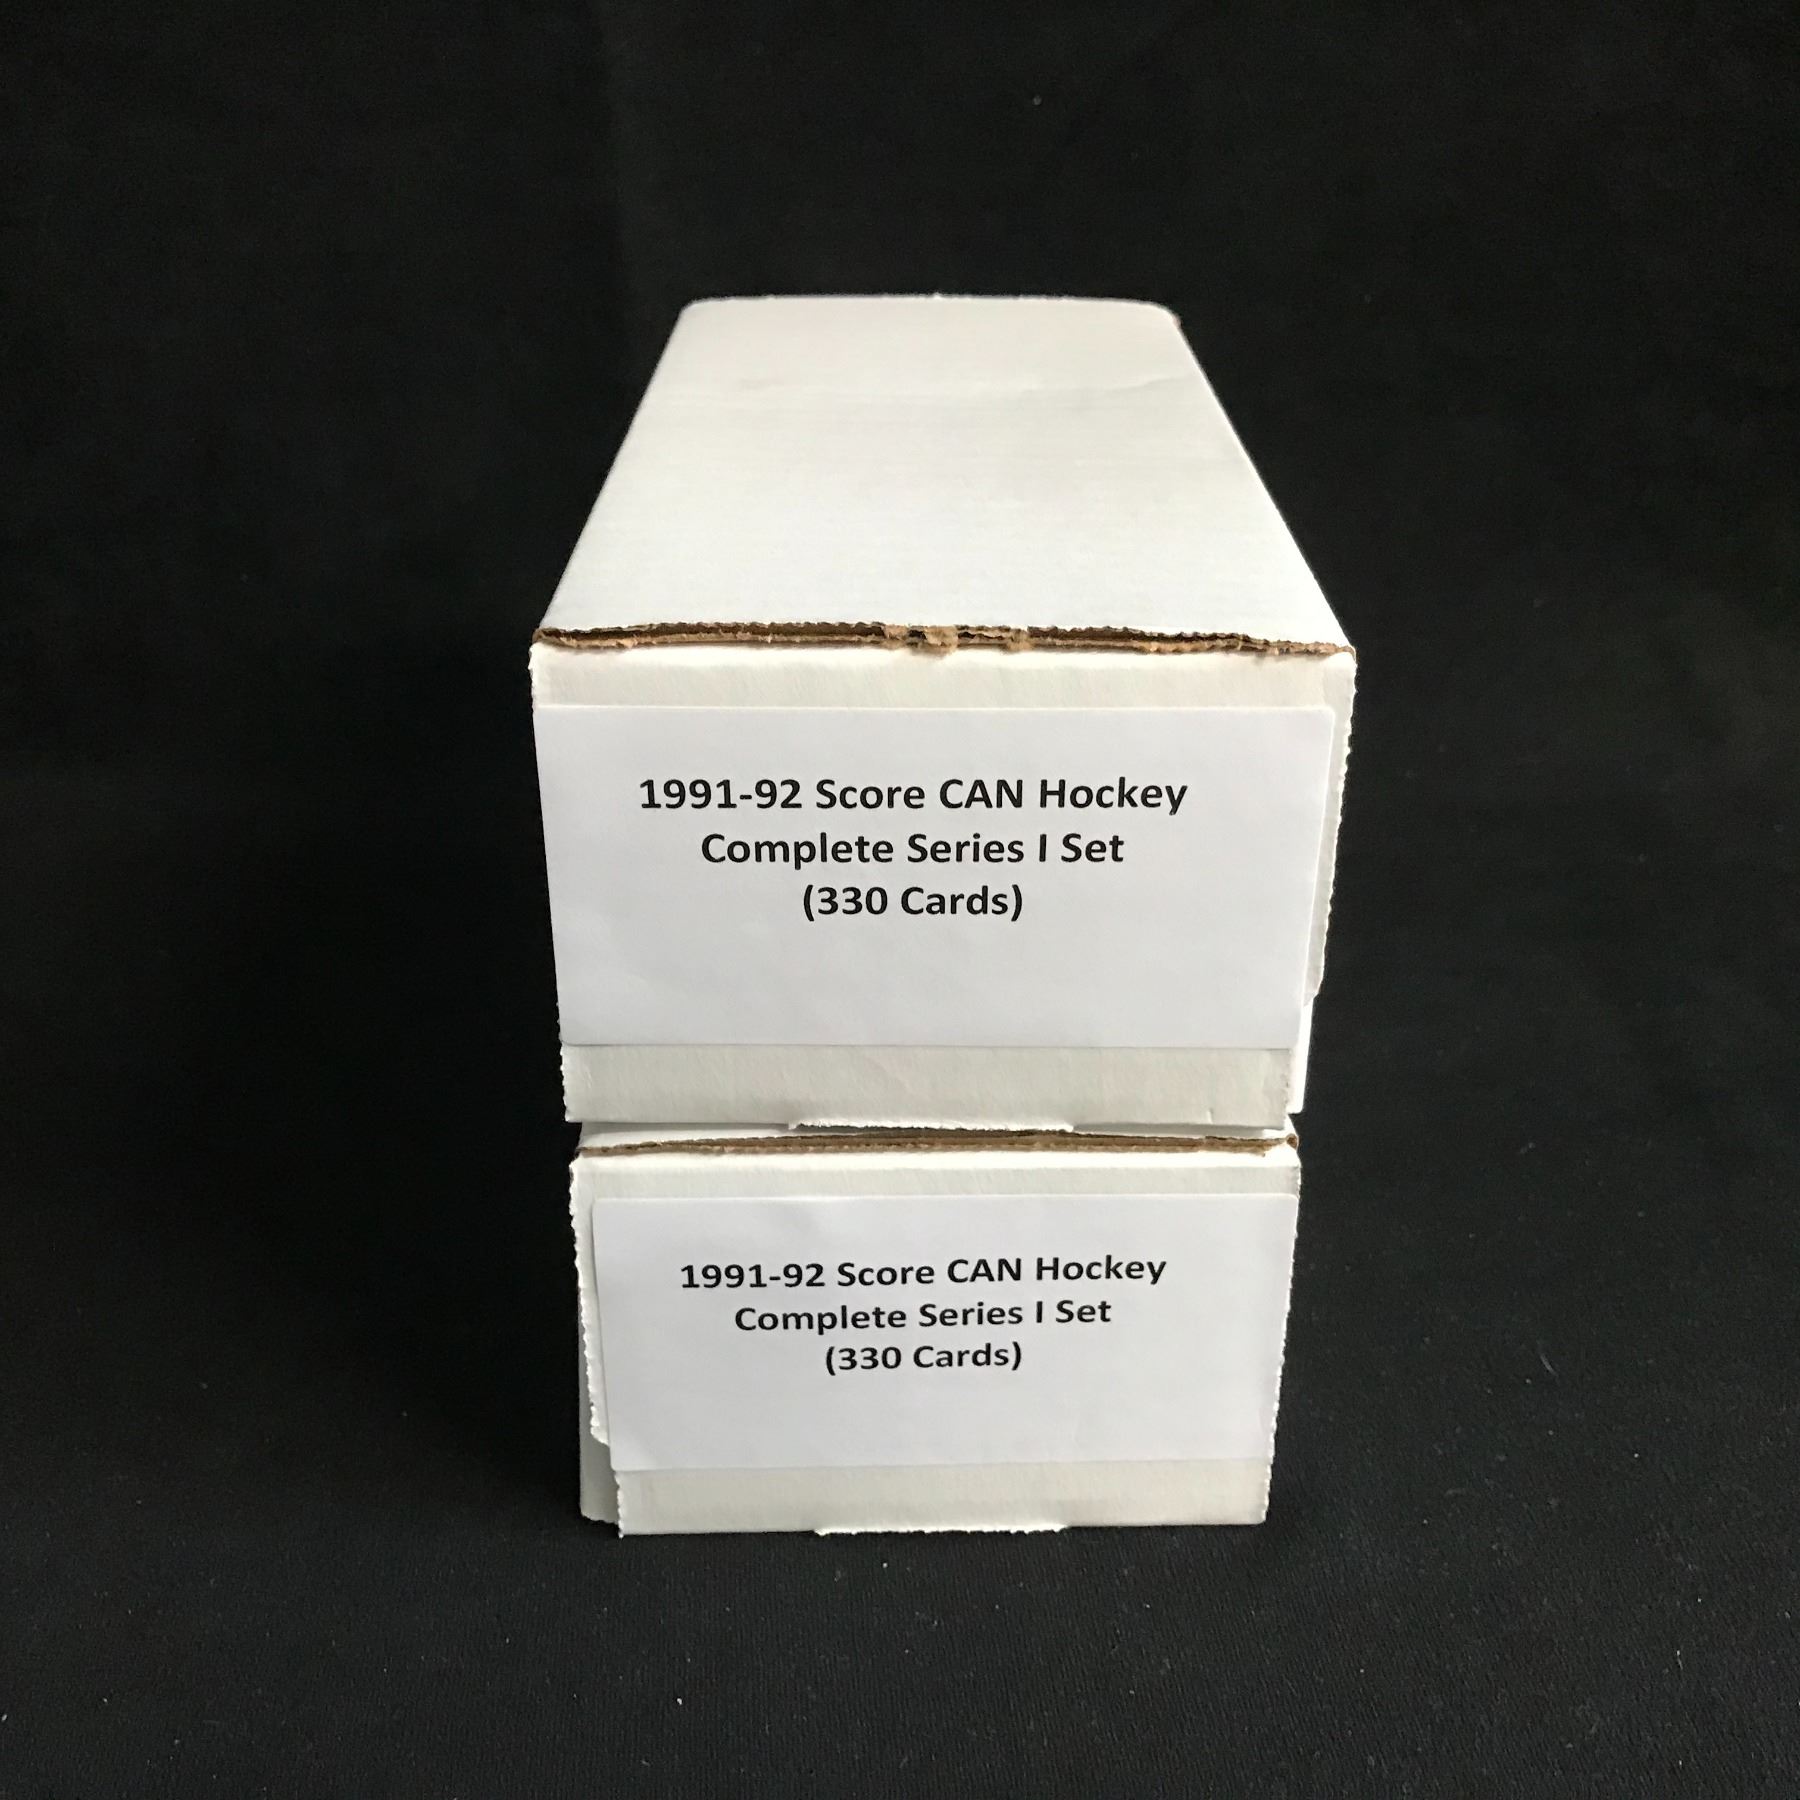 1991-92 Score CAN Hockey
Complete Series I Set
(330 Cards)
1991-92 Score CAN Hockey
Complete Series I Set
(330 Cards)